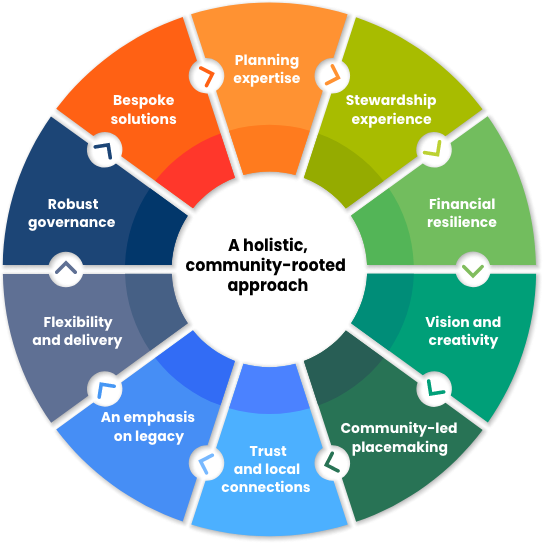 Planning
expertise
Stewardship
experience
Financial
resilience
Vision and
creativity
Community-led
placemaking
Trust
and local
connections
An emphasis
on legacy
Flexibility
and delivery
Robust
governance
Bespoke
solutions
A holistic,
community-rooted
approach